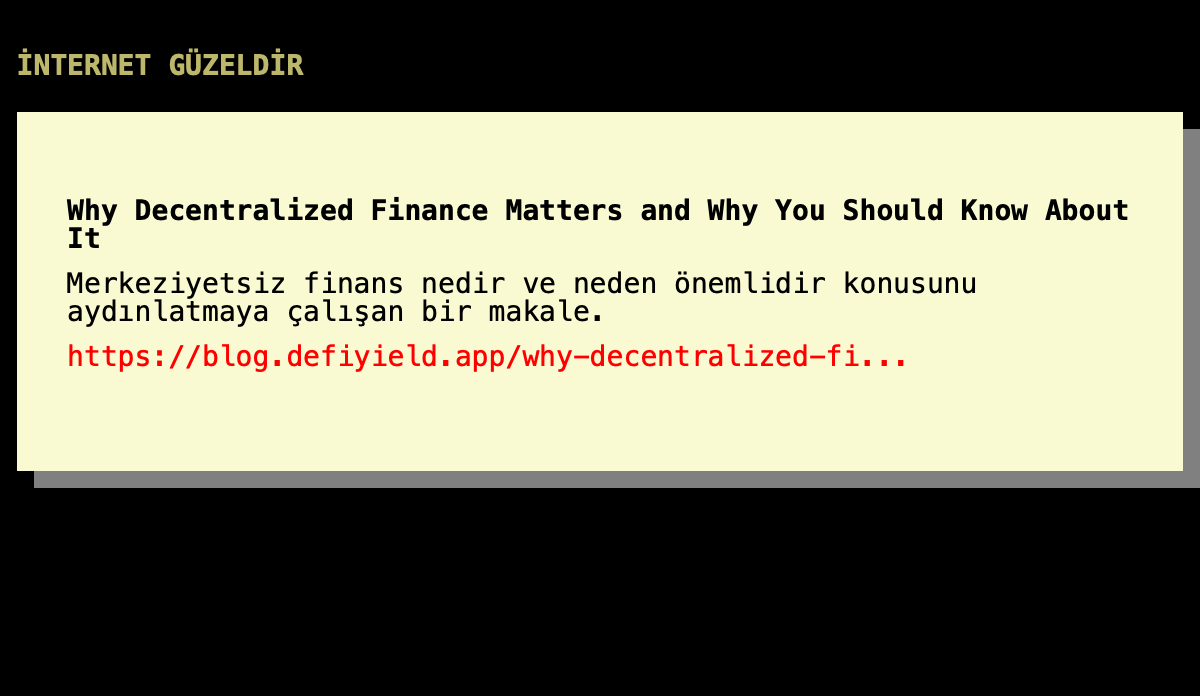 İNTERNET GÜZELDİR
Why Decentralized Finance Matters and Why You Should Know About
It
Merkeziyetsiz finans nedir ve neden önemlidir konusunu
aydınlatmaya çalışan bir makale.
https://blog.defiyield.app/why-decentralized-fi...